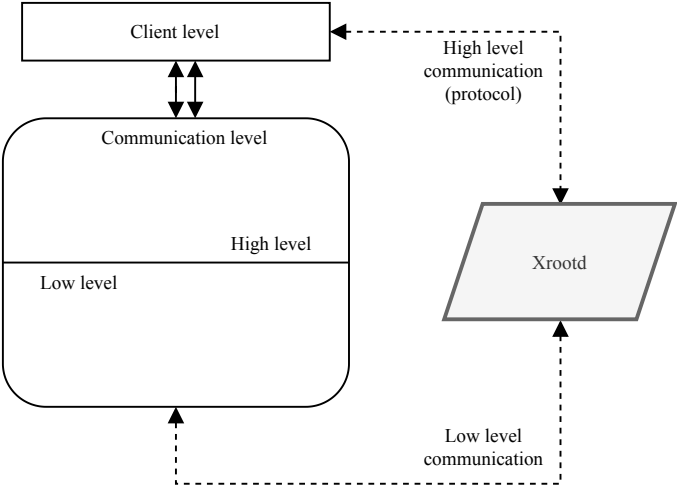 Client level
High level
communication
(protocol)
Communication level
High level
Low level
Xrootd
Low level
communication